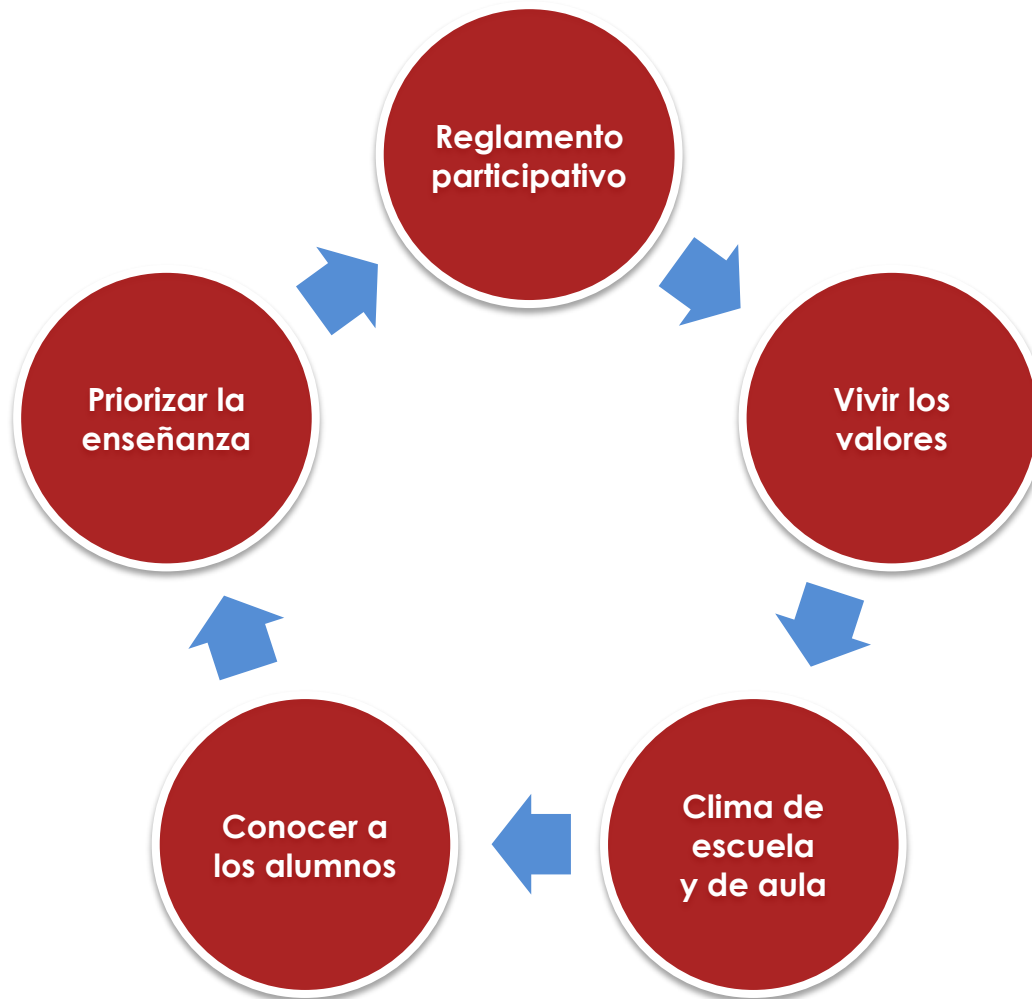 Reglamento
participativo
Vivir los
valores
Clima de
escuela
y de aula
Conocer a
los alumnos
Priorizar la
enseñanza